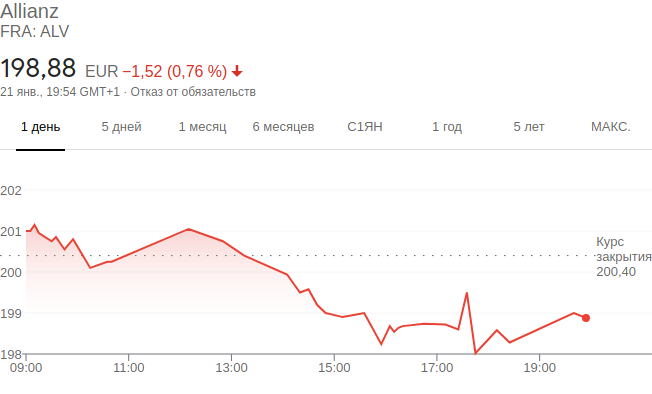 Allianz
FRA: ALV
198,88 EUR −1,52 (0,76 %)
21 янв., 19:54 GMT+1 · Отказ от обязательств
1 день 5 дней 1 месяц 6 месяцев С1ЯН 1 год 5 лет МАКС.
202
201
Курс
закрытия
200,40
200
199
198
09:00 11:00 13:00 15:00 17:00 19:00